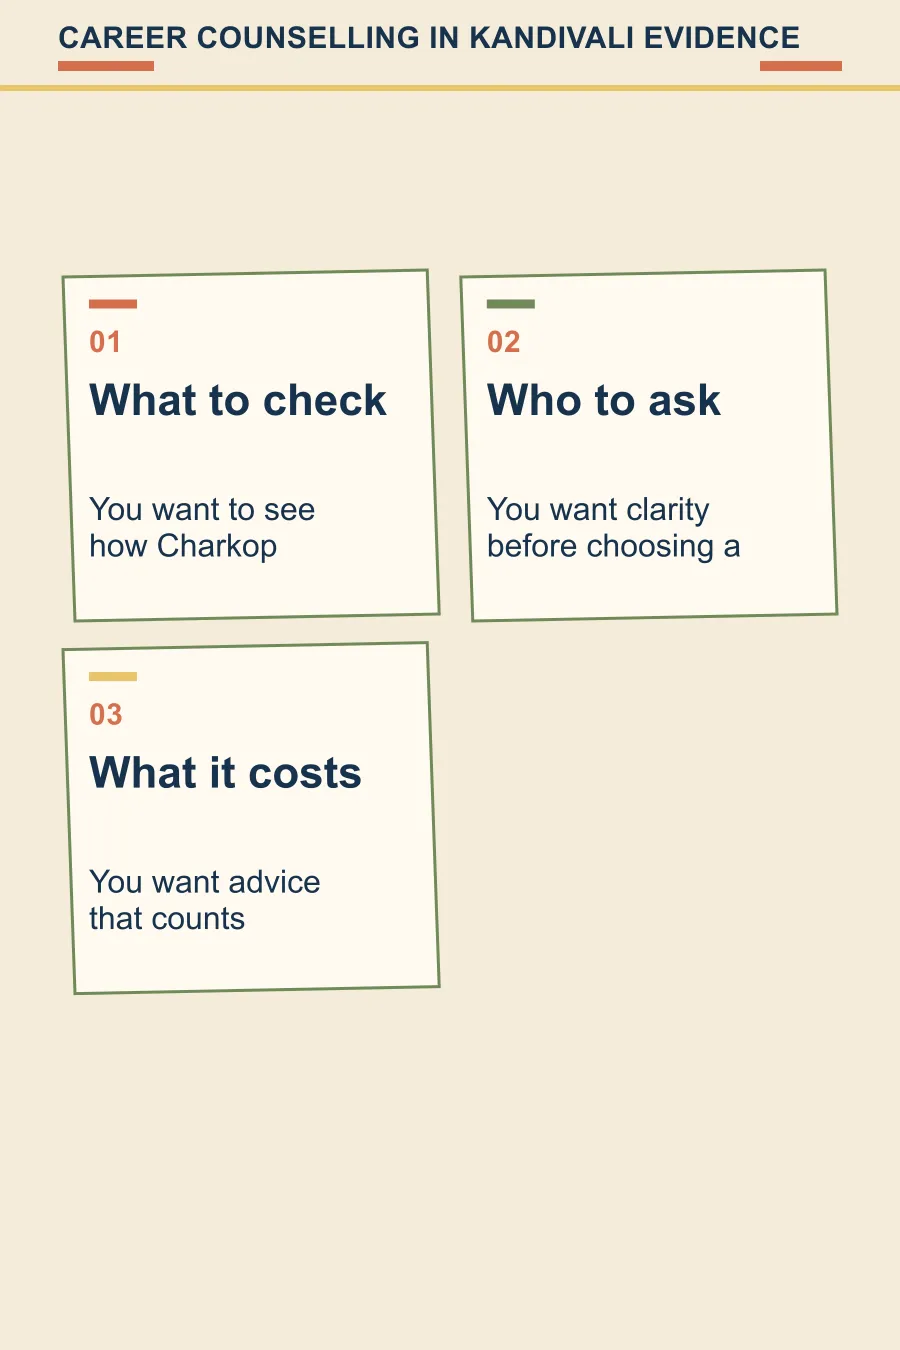 CAREER COUNSELLING IN KANDIVALI EVIDENCE
01
What to check
You want to see
how Charkop
02
Who to ask
You want clarity
before choosing a
03
What it costs
You want advice
that counts